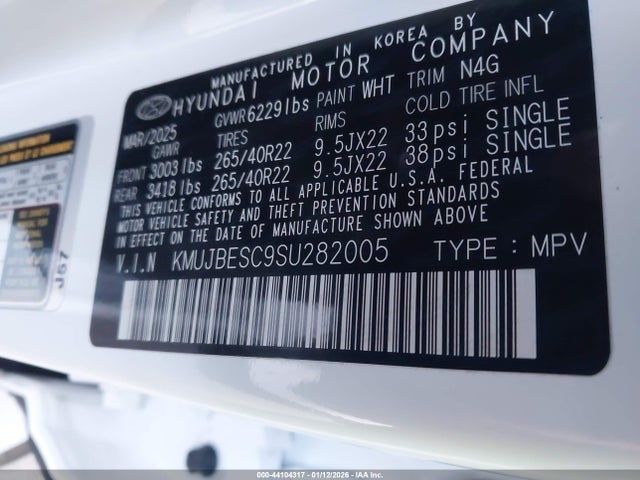 MANUFACTURED IN KOREA BY
HYUNDAI MOTOR COMPANY
MAR/2025 GVWR 6229lbs PAINT WHT TRIM N4G
GAWR TIRES RIMS COLD TIRE INFL
FRONT 3003lbs 265/40R22 9.5JX22 33psi SINGLE
REAR 3418lbs 265/40R22 9.5JX22 38psi SINGLE
THIS VEHICLE CONFORMS TO ALL APPLICABLE U.S.A. FEDERAL
MOTOR VEHICLE SAFETY AND THEFT PREVENTION STANDARDS
IN EFFECT ON THE DATE OF MANUFACTURE SHOWN ABOVE
V.I.N KMUJBESC9SU282005 TYPE : MPV
J57
000-44104317 - 01/12/2026 - IAArim.com